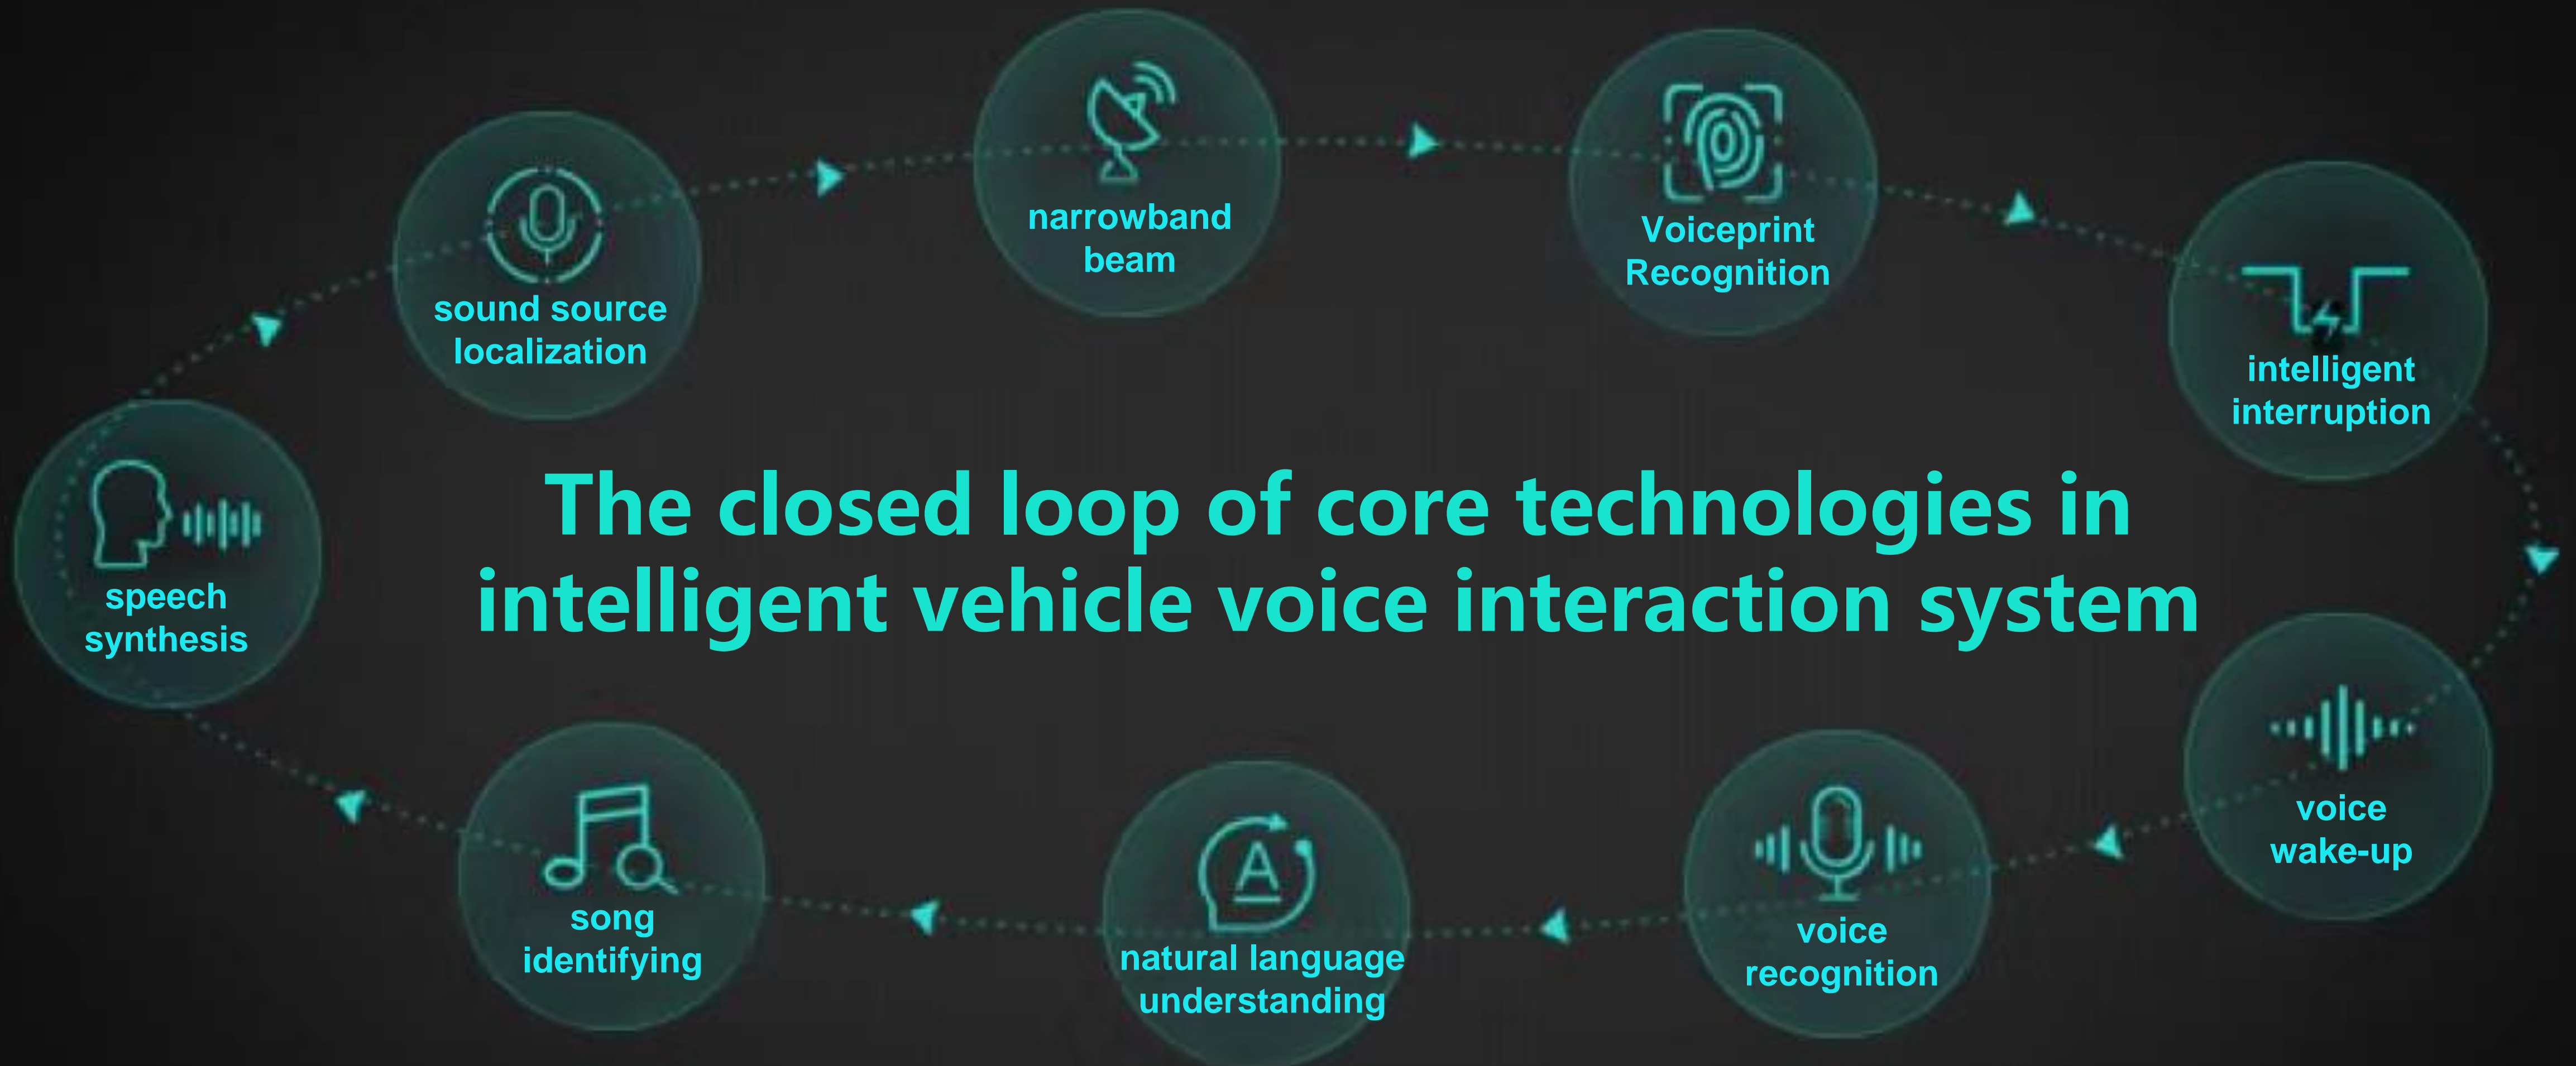 narrowband
beam
Voiceprint
Recognition
sound source
localization
intelligent
interruption
The closed loop of core technologies in
intelligent vehicle voice interaction system
speech
synthesis
voice
wake-up
song
identifying
natural language
understanding
voice
recognition
A